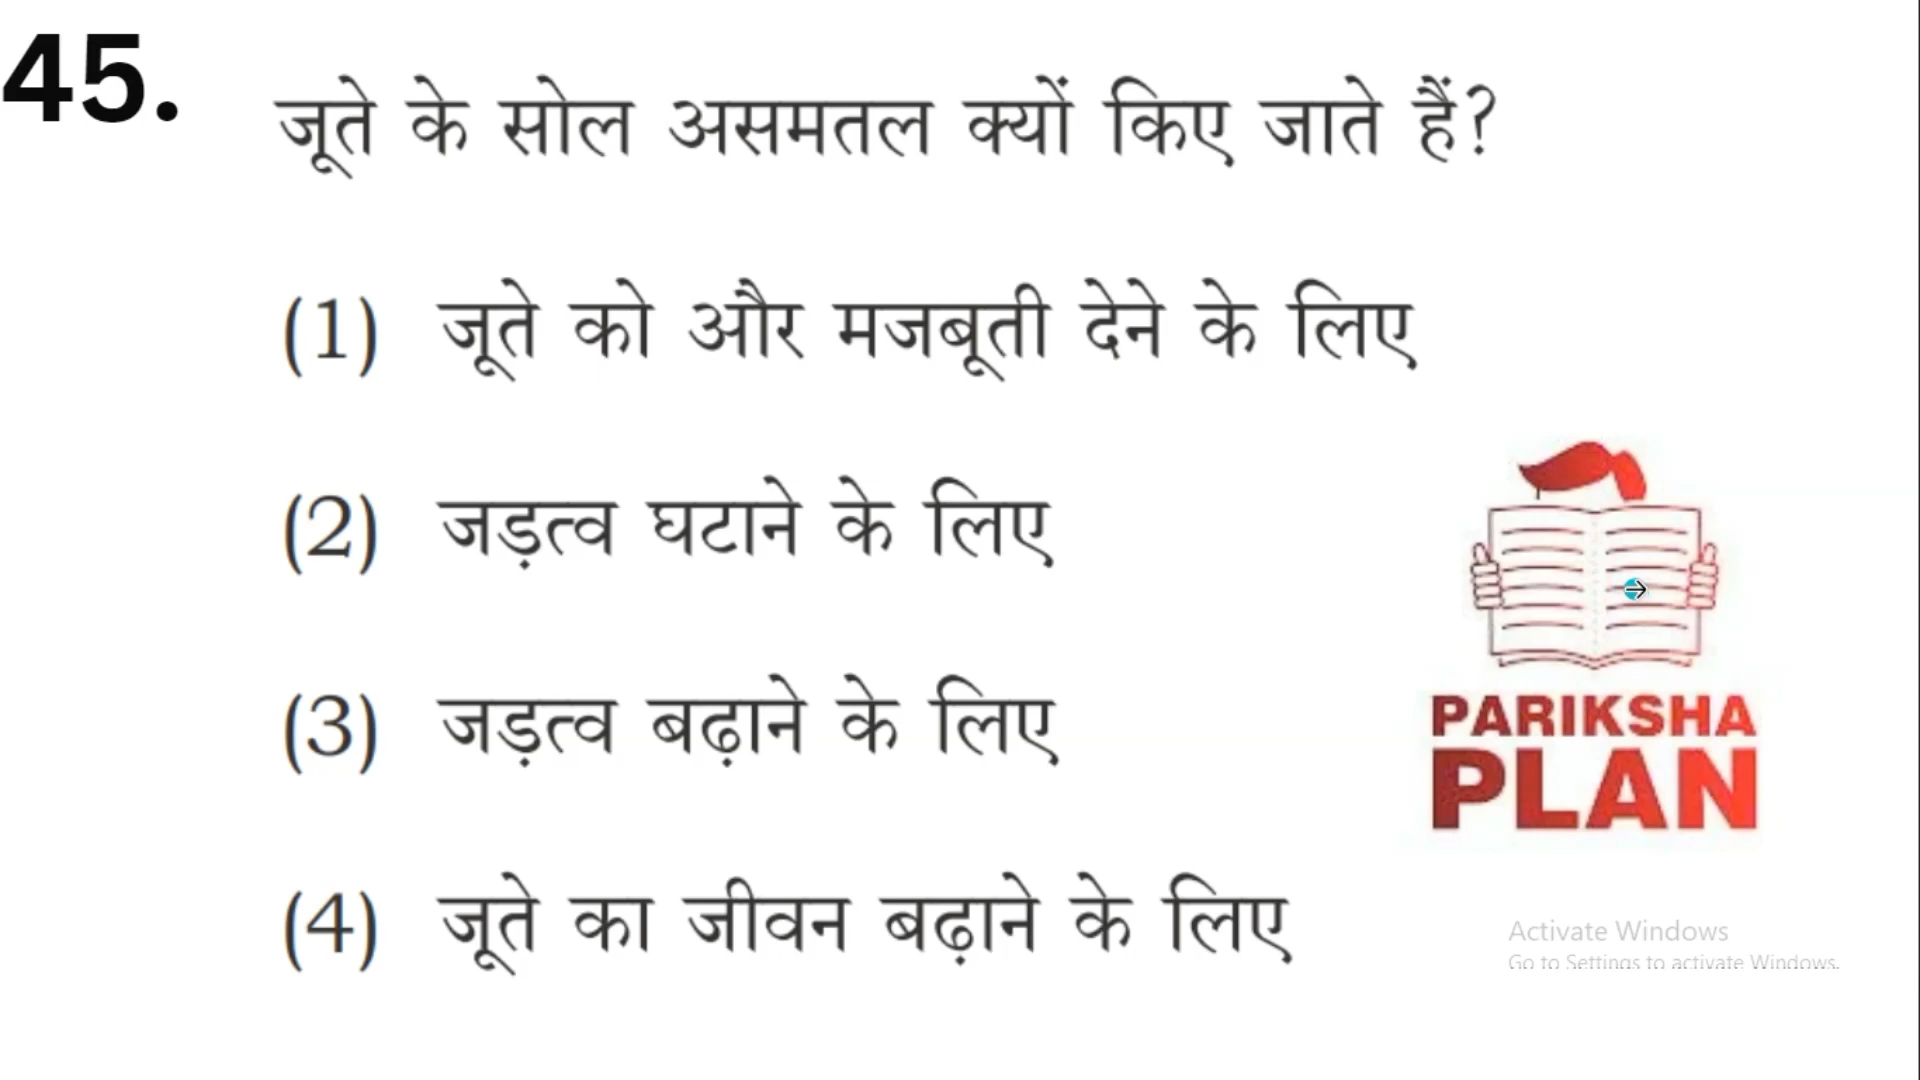 45.
जूते के सोल असमतल क्यों किए जाते हैं?
(1) जूते को और मजबूती देने के लिए
(2) जड़त्व घटाने के लिए
(3) जड़त्व बढ़ाने के लिए
PARIKSHA
PLAN
(4) जूते का जीवन बढ़ाने के लिए
Activate Windows
Go to Settings to activate Windows.